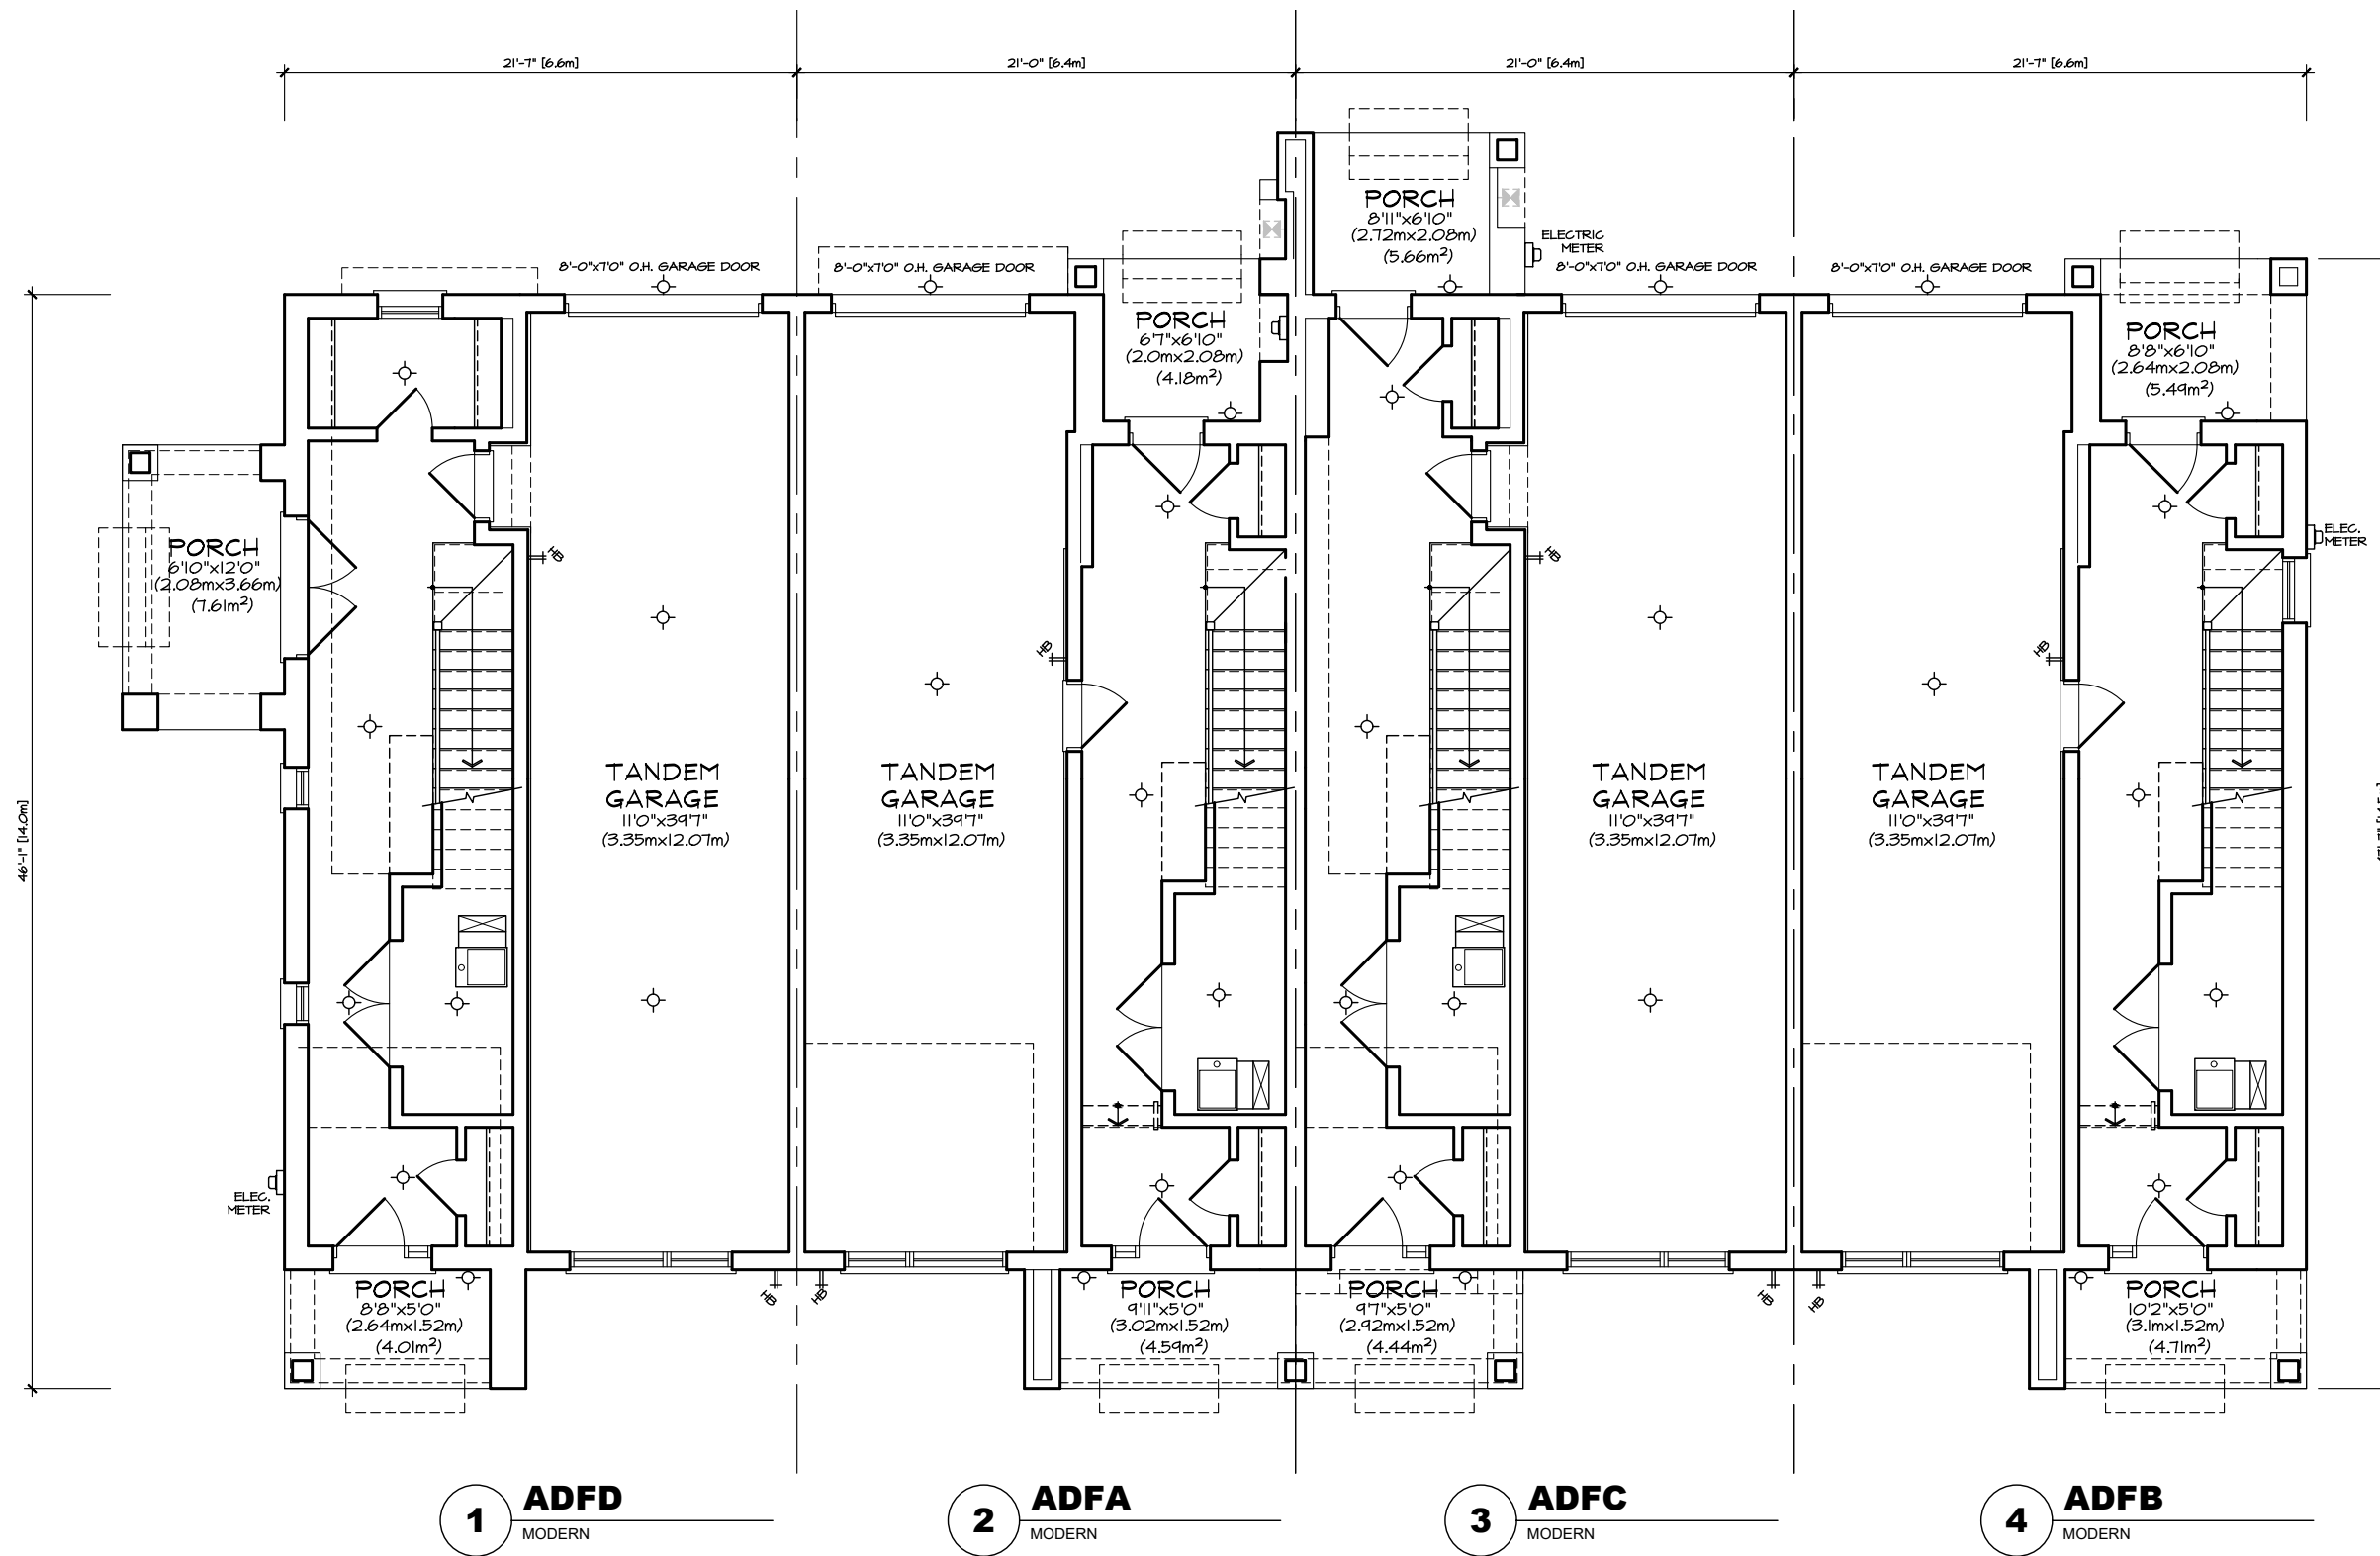 21'-7" [6.6m]
21'-0" [6.4m]
21'-0" [6.4m]
21'-7" [6.6m]
PORCH
8'11"x6'10"
(2.72mx2.08m)
(5.66m²)
ELECTRIC
METER
8'-0"x7'0" O.H. GARAGE DOOR
8'-0"x7'0" O.H. GARAGE DOOR
8'-0"x7'0" O.H. GARAGE DOOR
8'-0"x7'0" O.H. GARAGE DOOR
PORCH
6'7"x6'10"
(2.0mx2.08m)
(4.18m²)
PORCH
8'8"x6'10"
(2.64mx2.08m)
(5.49m²)
PORCH
6'10"x12'0"
(2.08mx3.66m)
(7.61m²)
HB
HB
ELEC.
METER
HB
HB
46'-1" [14.0m]
TANDEM
GARAGE
11'0"x39'7"
(3.35mx12.07m)
TANDEM
GARAGE
11'0"x39'7"
(3.35mx12.07m)
TANDEM
GARAGE
11'0"x39'7"
(3.35mx12.07m)
TANDEM
GARAGE
11'0"x39'7"
(3.35mx12.07m)
ELEC.
METER
PORCH
8'8"x5'0"
(2.64mx1.52m)
(4.01m²)
HB
HB
PORCH
9'11"x5'0"
(3.02mx1.52m)
(4.59m²)
PORCH
9'7"x5'0"
(2.92mx1.52m)
(4.44m²)
HB
HB
PORCH
10'2"x5'0"
(3.1mx1.52m)
(4.71m²)
1 ADFD
MODERN
2 ADFA
MODERN
3 ADFC
MODERN
4 ADFB
MODERN